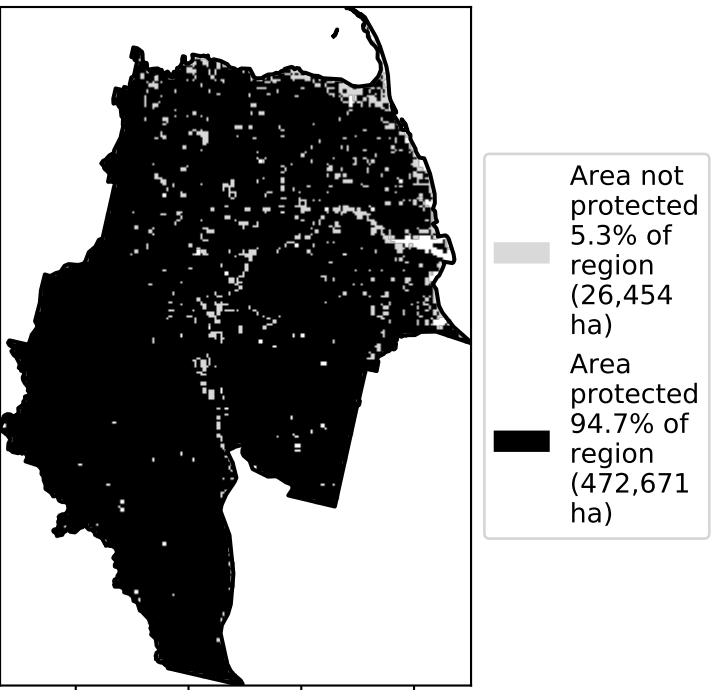 Area not
protected
5.3% of
region
(26,454
ha)
Area
protected
94.7% of
region
(472,671
ha)